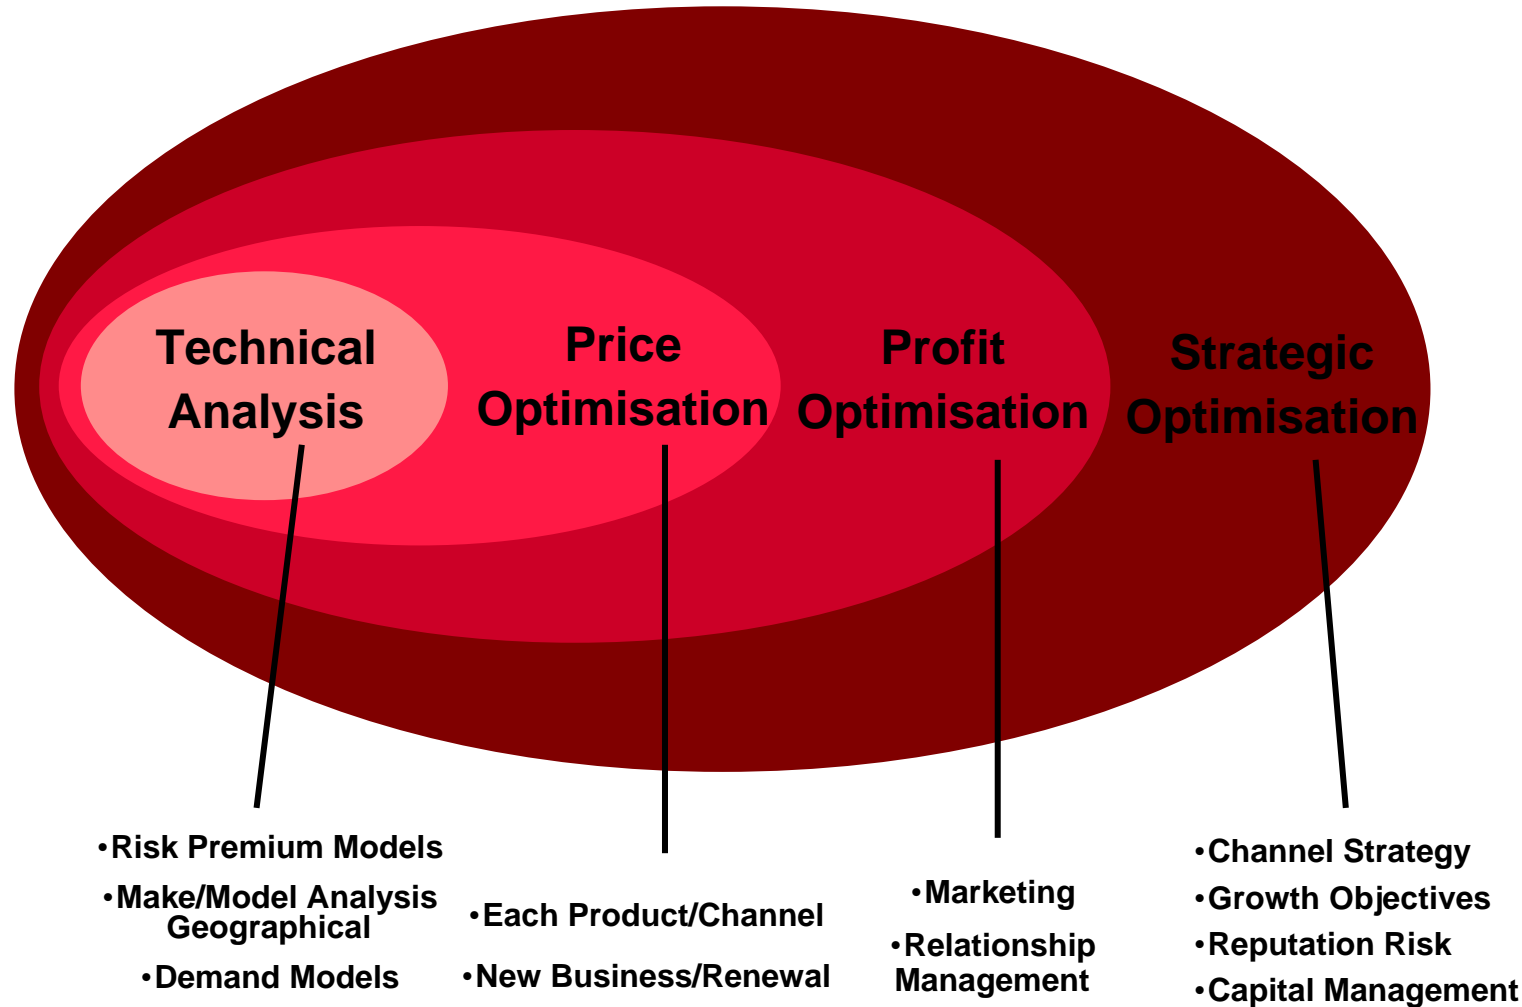 Technical
Analysis
Price
Optimisation
Profit
Optimisation
Strategic
Optimisation
•Risk Premium Models
•Make/Model Analysis
Geographical
•Demand Models
•Each Product/Channel
•New Business/Renewal
•Marketing
•Relationship
Management
•Channel Strategy
•Growth Objectives
•Reputation Risk
•Capital Management